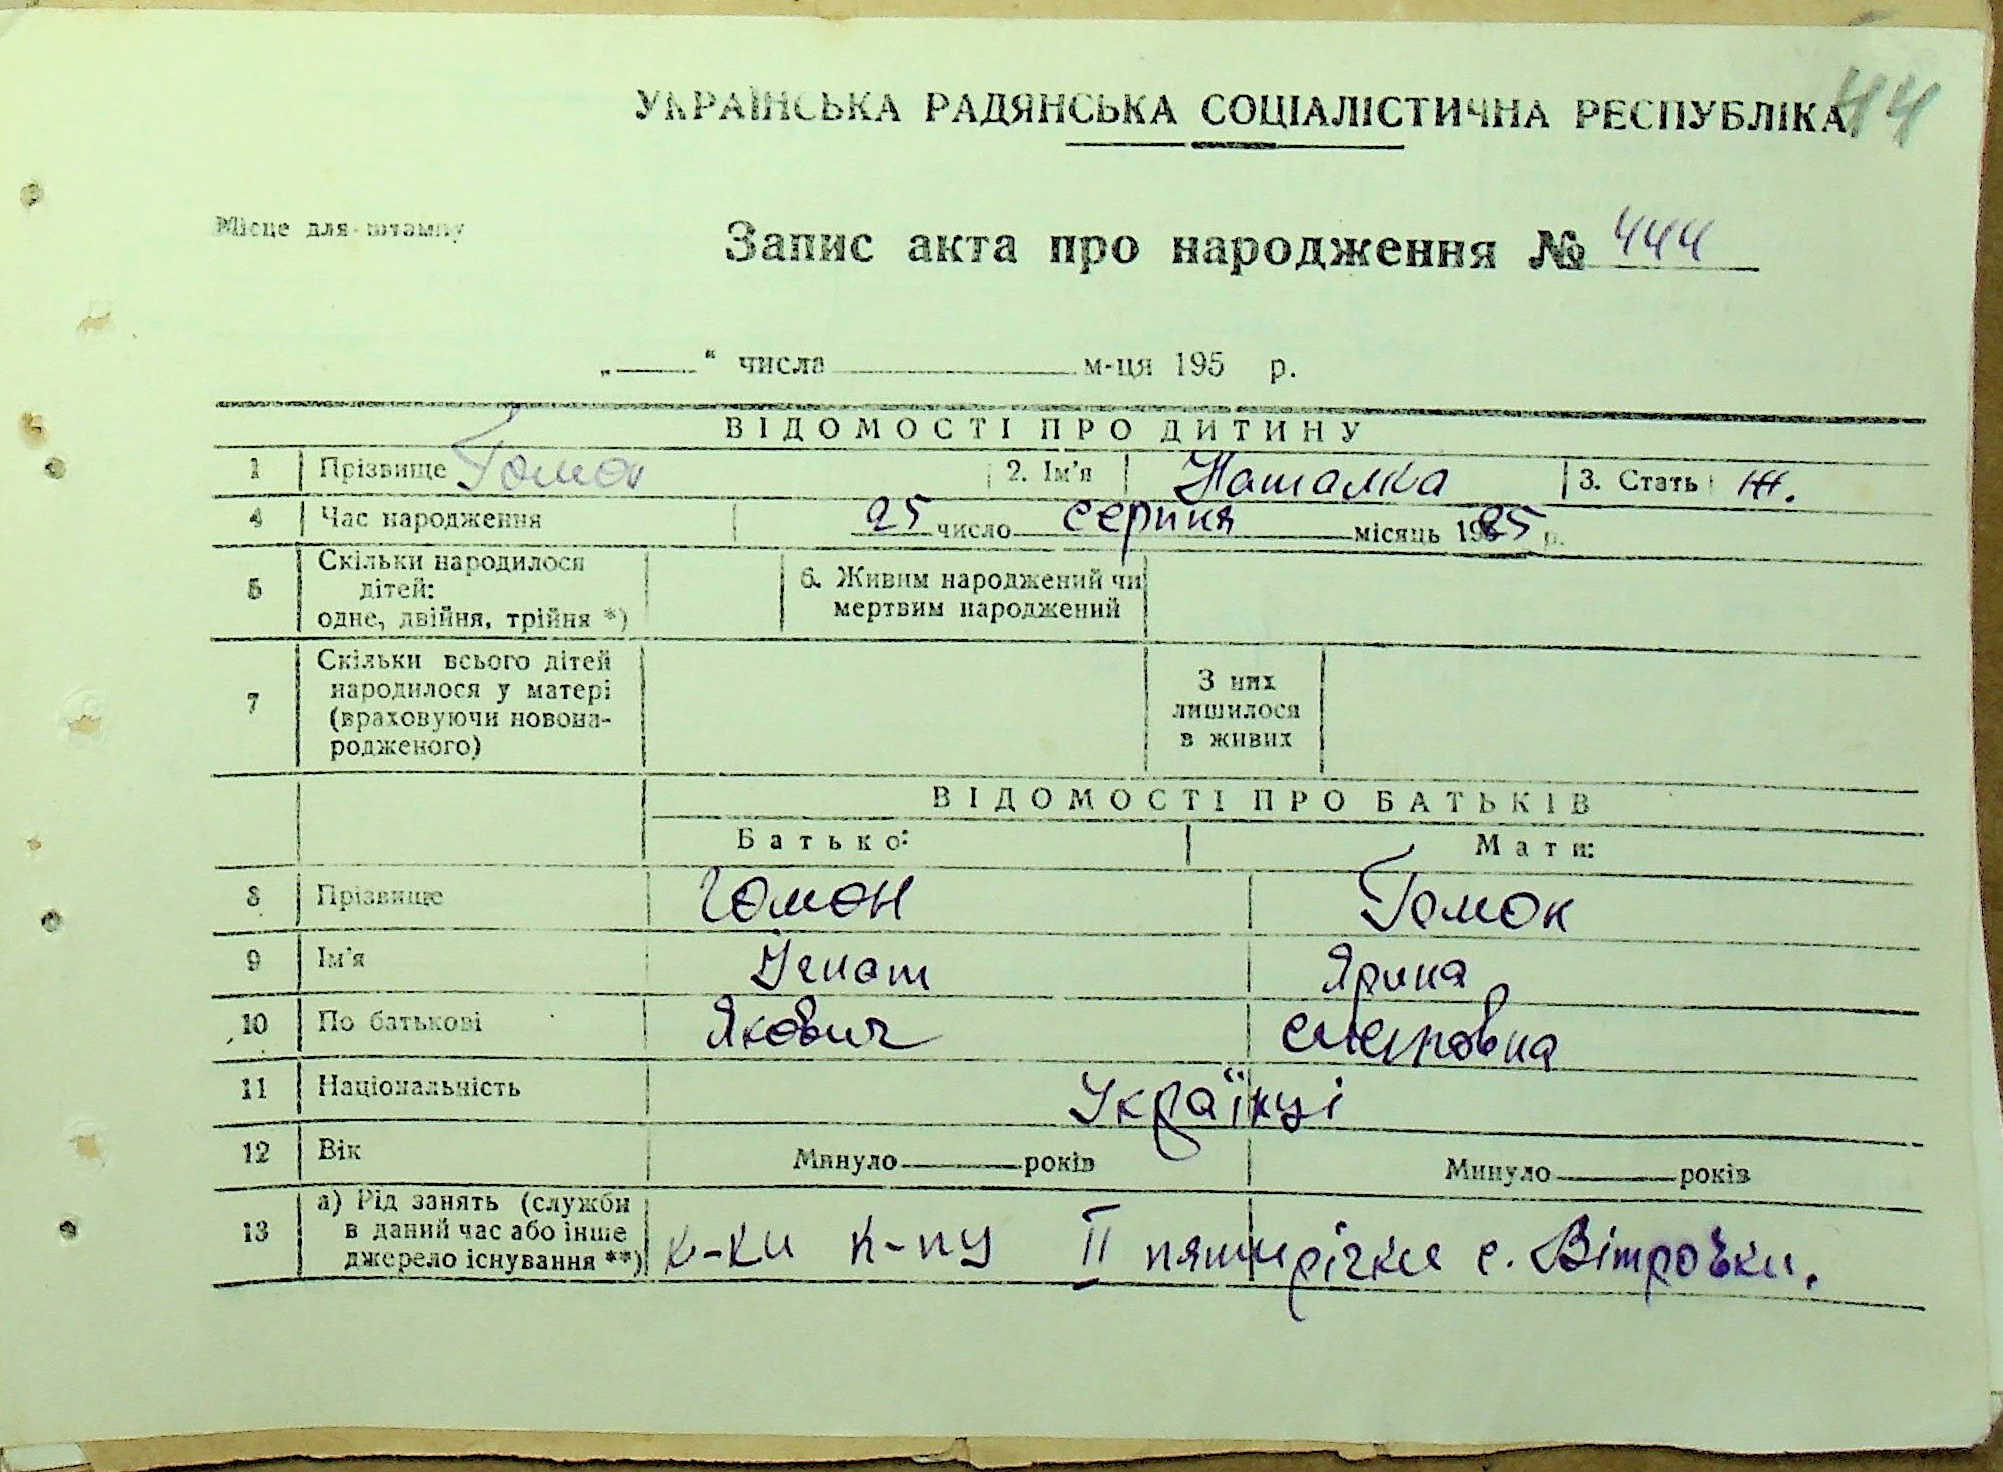 44
УКРАЇНСЬКА РАДЯНСЬКА СОЦІАЛІСТИЧНА РЕСПУБЛІКА
Місце для штампу
Запис акта про народження № 444
„ “ числа м-ця 195 р.
ВІДОМОСТІ ПРО ДИТИНУ
1 Прізвище Гомон 2. Ім'я Наталка 3. Стать Ж.
4 Час народження 25 число серпня місяць 1925 р.
5 Скільки народилося дітей: одне, двійня, трійня *) 6. Живим народжений чи мертвим народжений
7 Скільки всього дітей народилося у матері (враховуючи новона-родженого) З них лишилося в живих
ВІДОМОСТІ ПРО БАТЬКІВ
Батько: Мати:
8 Прізвище Гомон Гомон
9 Ім'я Ігнат Ярина
10 По батькові Якович
11 Національність Українці
12 Вік Минуло років Минуло років
13 а) Рід занять (служби в даний час або інше джерело існування **) к-ки к-пу II пятирічки с. Вітровки.